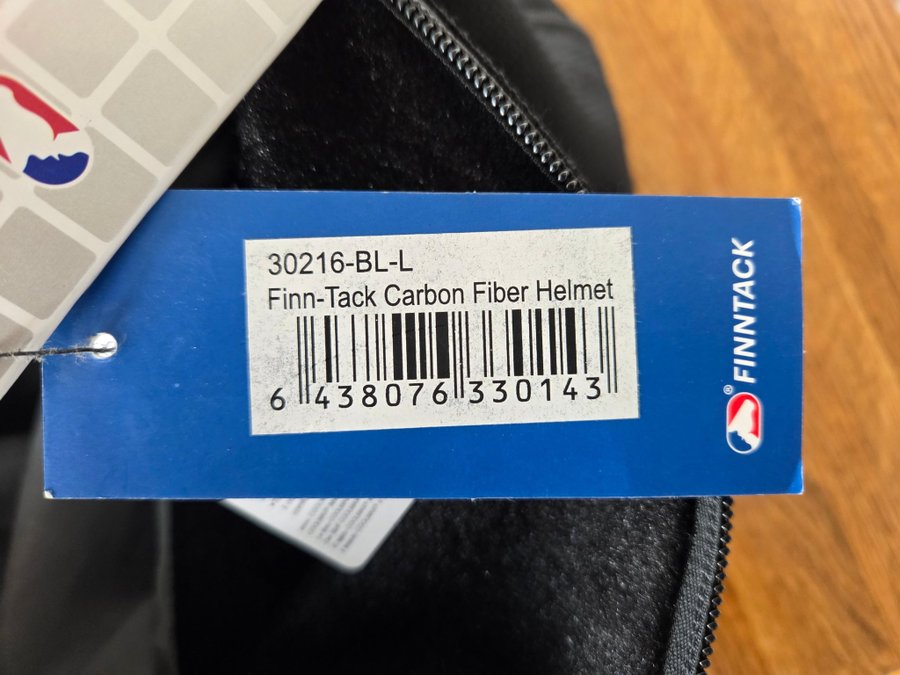 30216-BL-L
Finn-Tack Carbon Fiber Helmet
6 438076 330143
FINNTACK
®